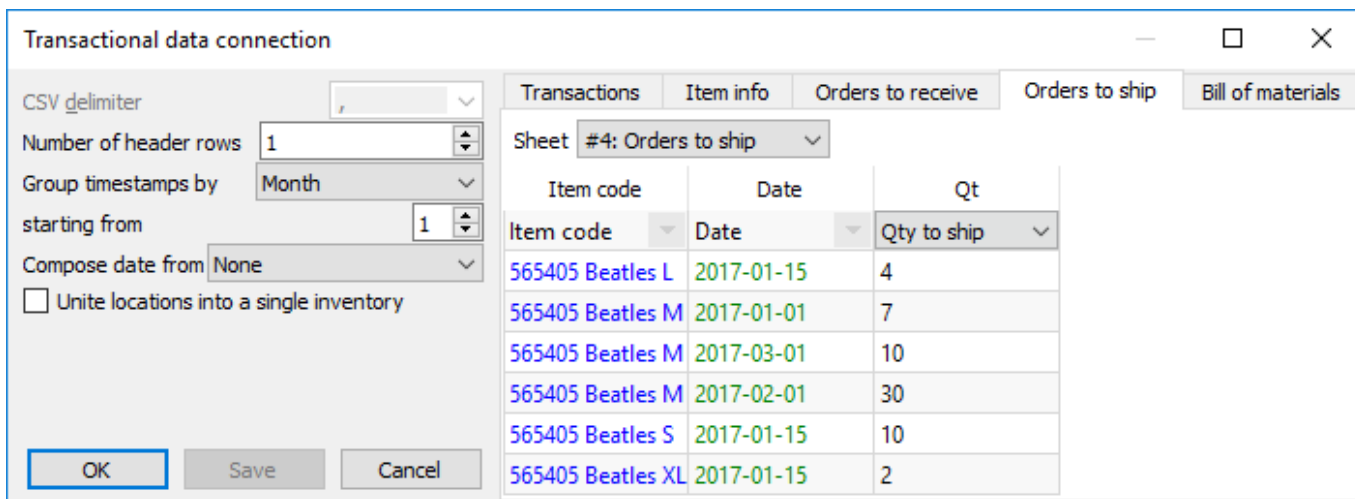 Transactional data connection
CSV delimiter ,
Number of header rows 1
Group timestamps by Month
starting from 1
Compose date from None
Unite locations into a single inventory
OK Save Cancel
Transactions Item info Orders to receive Orders to ship Bill of materials
Sheet #4: Orders to ship
Item code Date Qt
Item code Date Qty to ship
565405 Beatles L 2017-01-15 4
565405 Beatles M 2017-01-01 7
565405 Beatles M 2017-03-01 10
565405 Beatles M 2017-02-01 30
565405 Beatles S 2017-01-15 10
565405 Beatles XL 2017-01-15 2